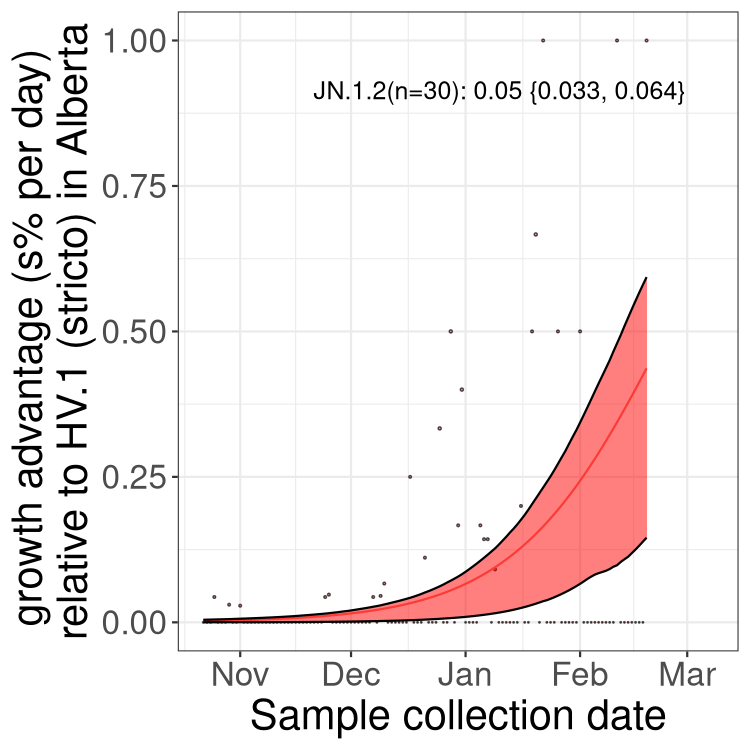 growth advantage (s% per day)
relative to HV.1 (stricto) in Alberta
1.00
0.75
0.50
0.25
0.00
JN.1.2(n=30): 0.05 {0.033, 0.064}
Nov Dec Jan Feb Mar
Sample collection date